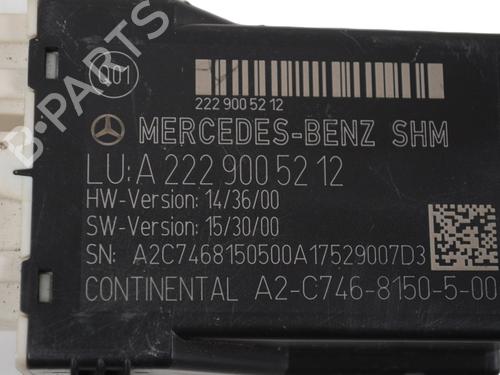 Q01
222 900 52 12
MERCEDES-BENZ SHM
LU: A 222 900 52 12
HW-Version: 14/36/00
SW-Version: 15/30/00
SN: A2C7468150500A17529007D3
CONTINENTAL A2-C746-8150-5-00
B-PARTS